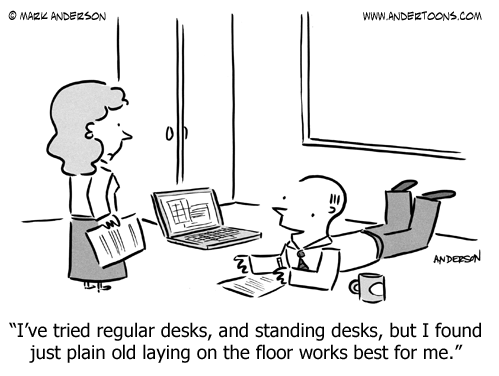 © MARK ANDERSON
WWW.ANDERTOONS.COM
ANDERSON
“I’ve tried regular desks, and standing desks, but I found
just plain old laying on the floor works best for me.”